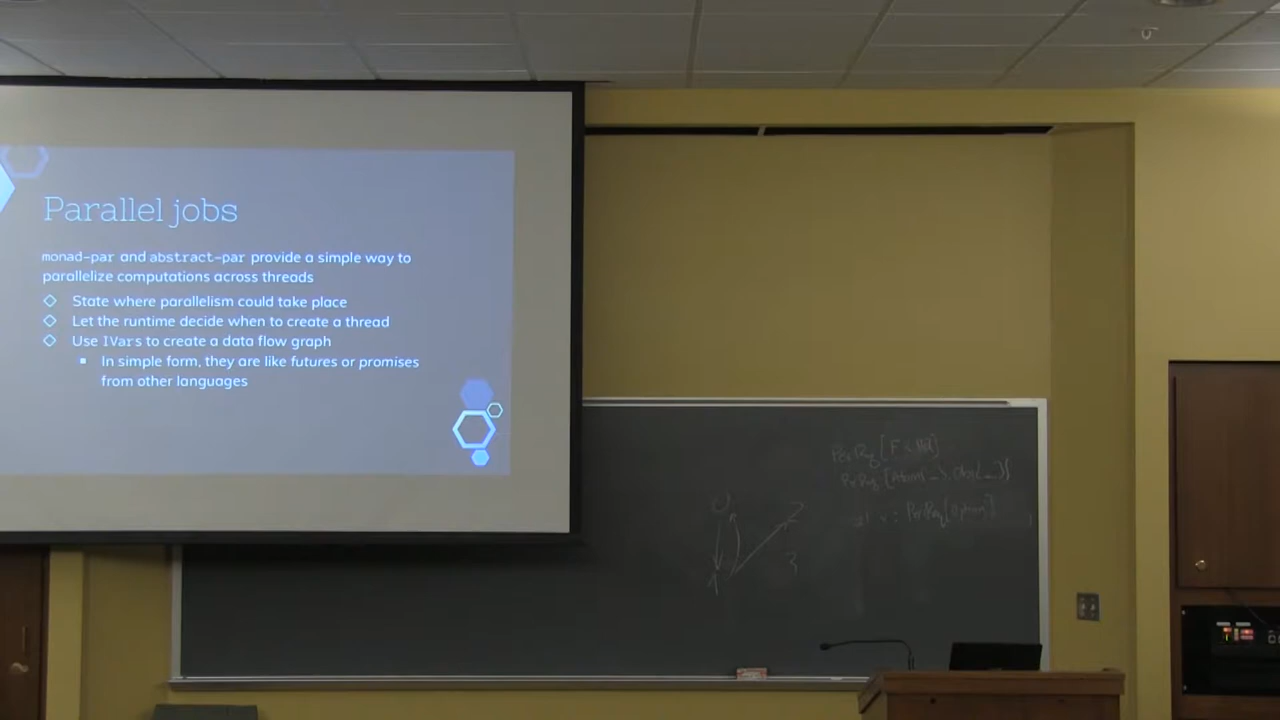 Parallel jobs
monad-par and abstract-par provide a simple way to
parallelize computations across threads
State where parallelism could take place
Let the runtime decide when to create a thread
Use IVars to create a data flow graph
In simple form, they are like futures or promises
from other languages